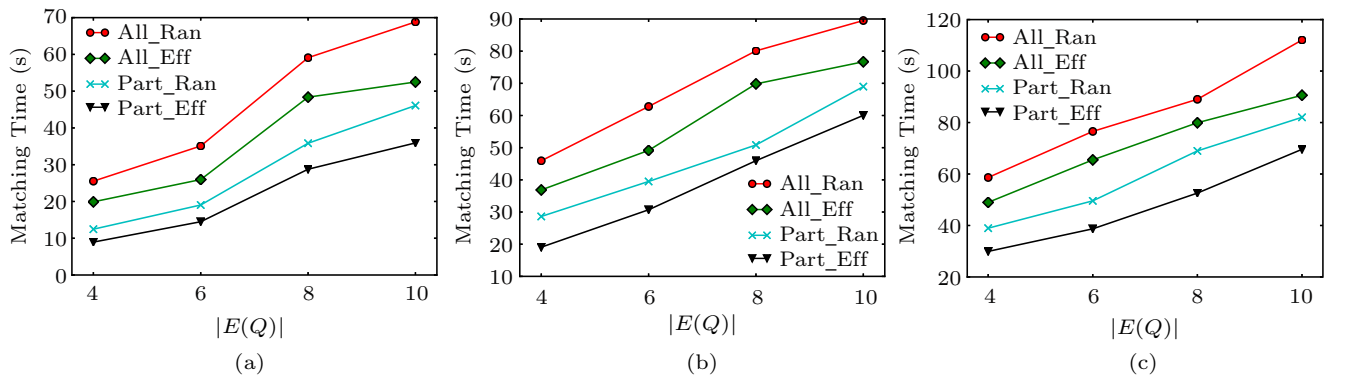 70
60
50
40
30
20
10
0
Matching Time (s)
All_Ran
All_Eff
Part_Ran
Part_Eff
4 6 8 10
|E(Q)|
(a)
90
80
70
60
50
40
30
20
10
Matching Time (s)
All_Ran
All_Eff
Part_Ran
Part_Eff
4 6 8 10
|E(Q)|
(b)
120
100
80
60
40
20
Matching Time (s)
All_Ran
All_Eff
Part_Ran
Part_Eff
4 6 8 10
|E(Q)|
(c)